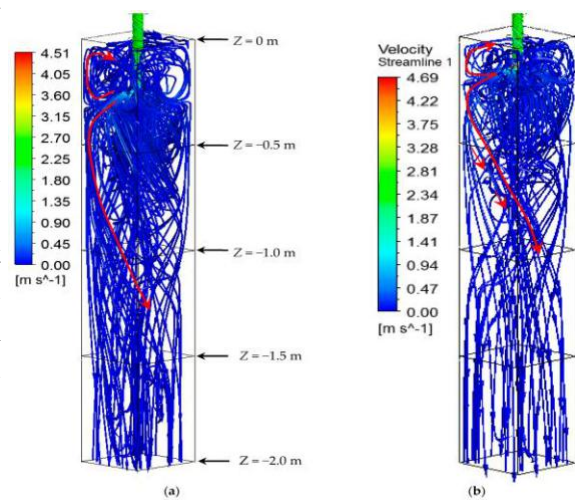 4.51
4.05
3.60
3.15
2.70
2.25
1.80
1.35
0.90
0.45
0.00
[m s^-1]
Z = 0 m
Z = −0.5 m
Z = −1.0 m
Z = −1.5 m
Z = −2.0 m
(a)
Velocity
Streamline 1
4.69
4.22
3.75
3.28
2.81
2.34
1.87
1.41
0.94
0.47
0.00
[m s^-1]
(b)